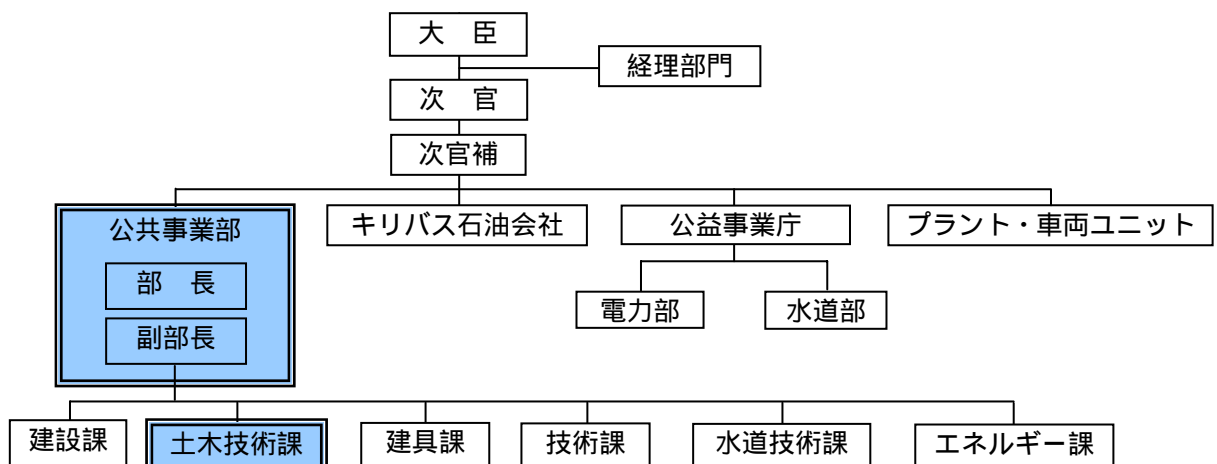 大　臣
経理部門
次　官
次官補
公共事業部
キリバス石油会社
公益事業庁
プラント・車両ユニット
部　長
電力部
水道部
副部長
建設課
土木技術課
建具課
技術課
水道技術課
エネルギー課